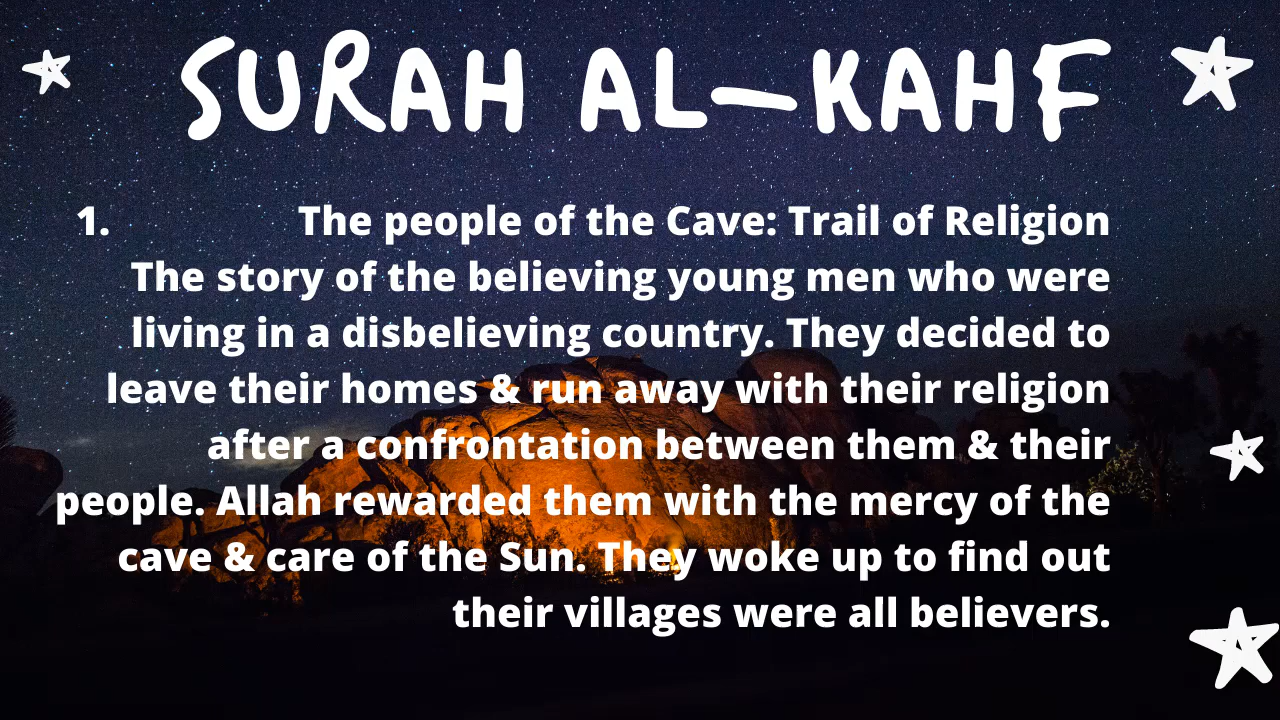 SURAH AL-KAHF
1. The people of the Cave: Trail of Religion
The story of the believing young men who were
living in a disbelieving country. They decided to
leave their homes & run away with their religion
after a confrontation between them & their
people. Allah rewarded them with the mercy of the
cave & care of the Sun. They woke up to find out
their villages were all believers.